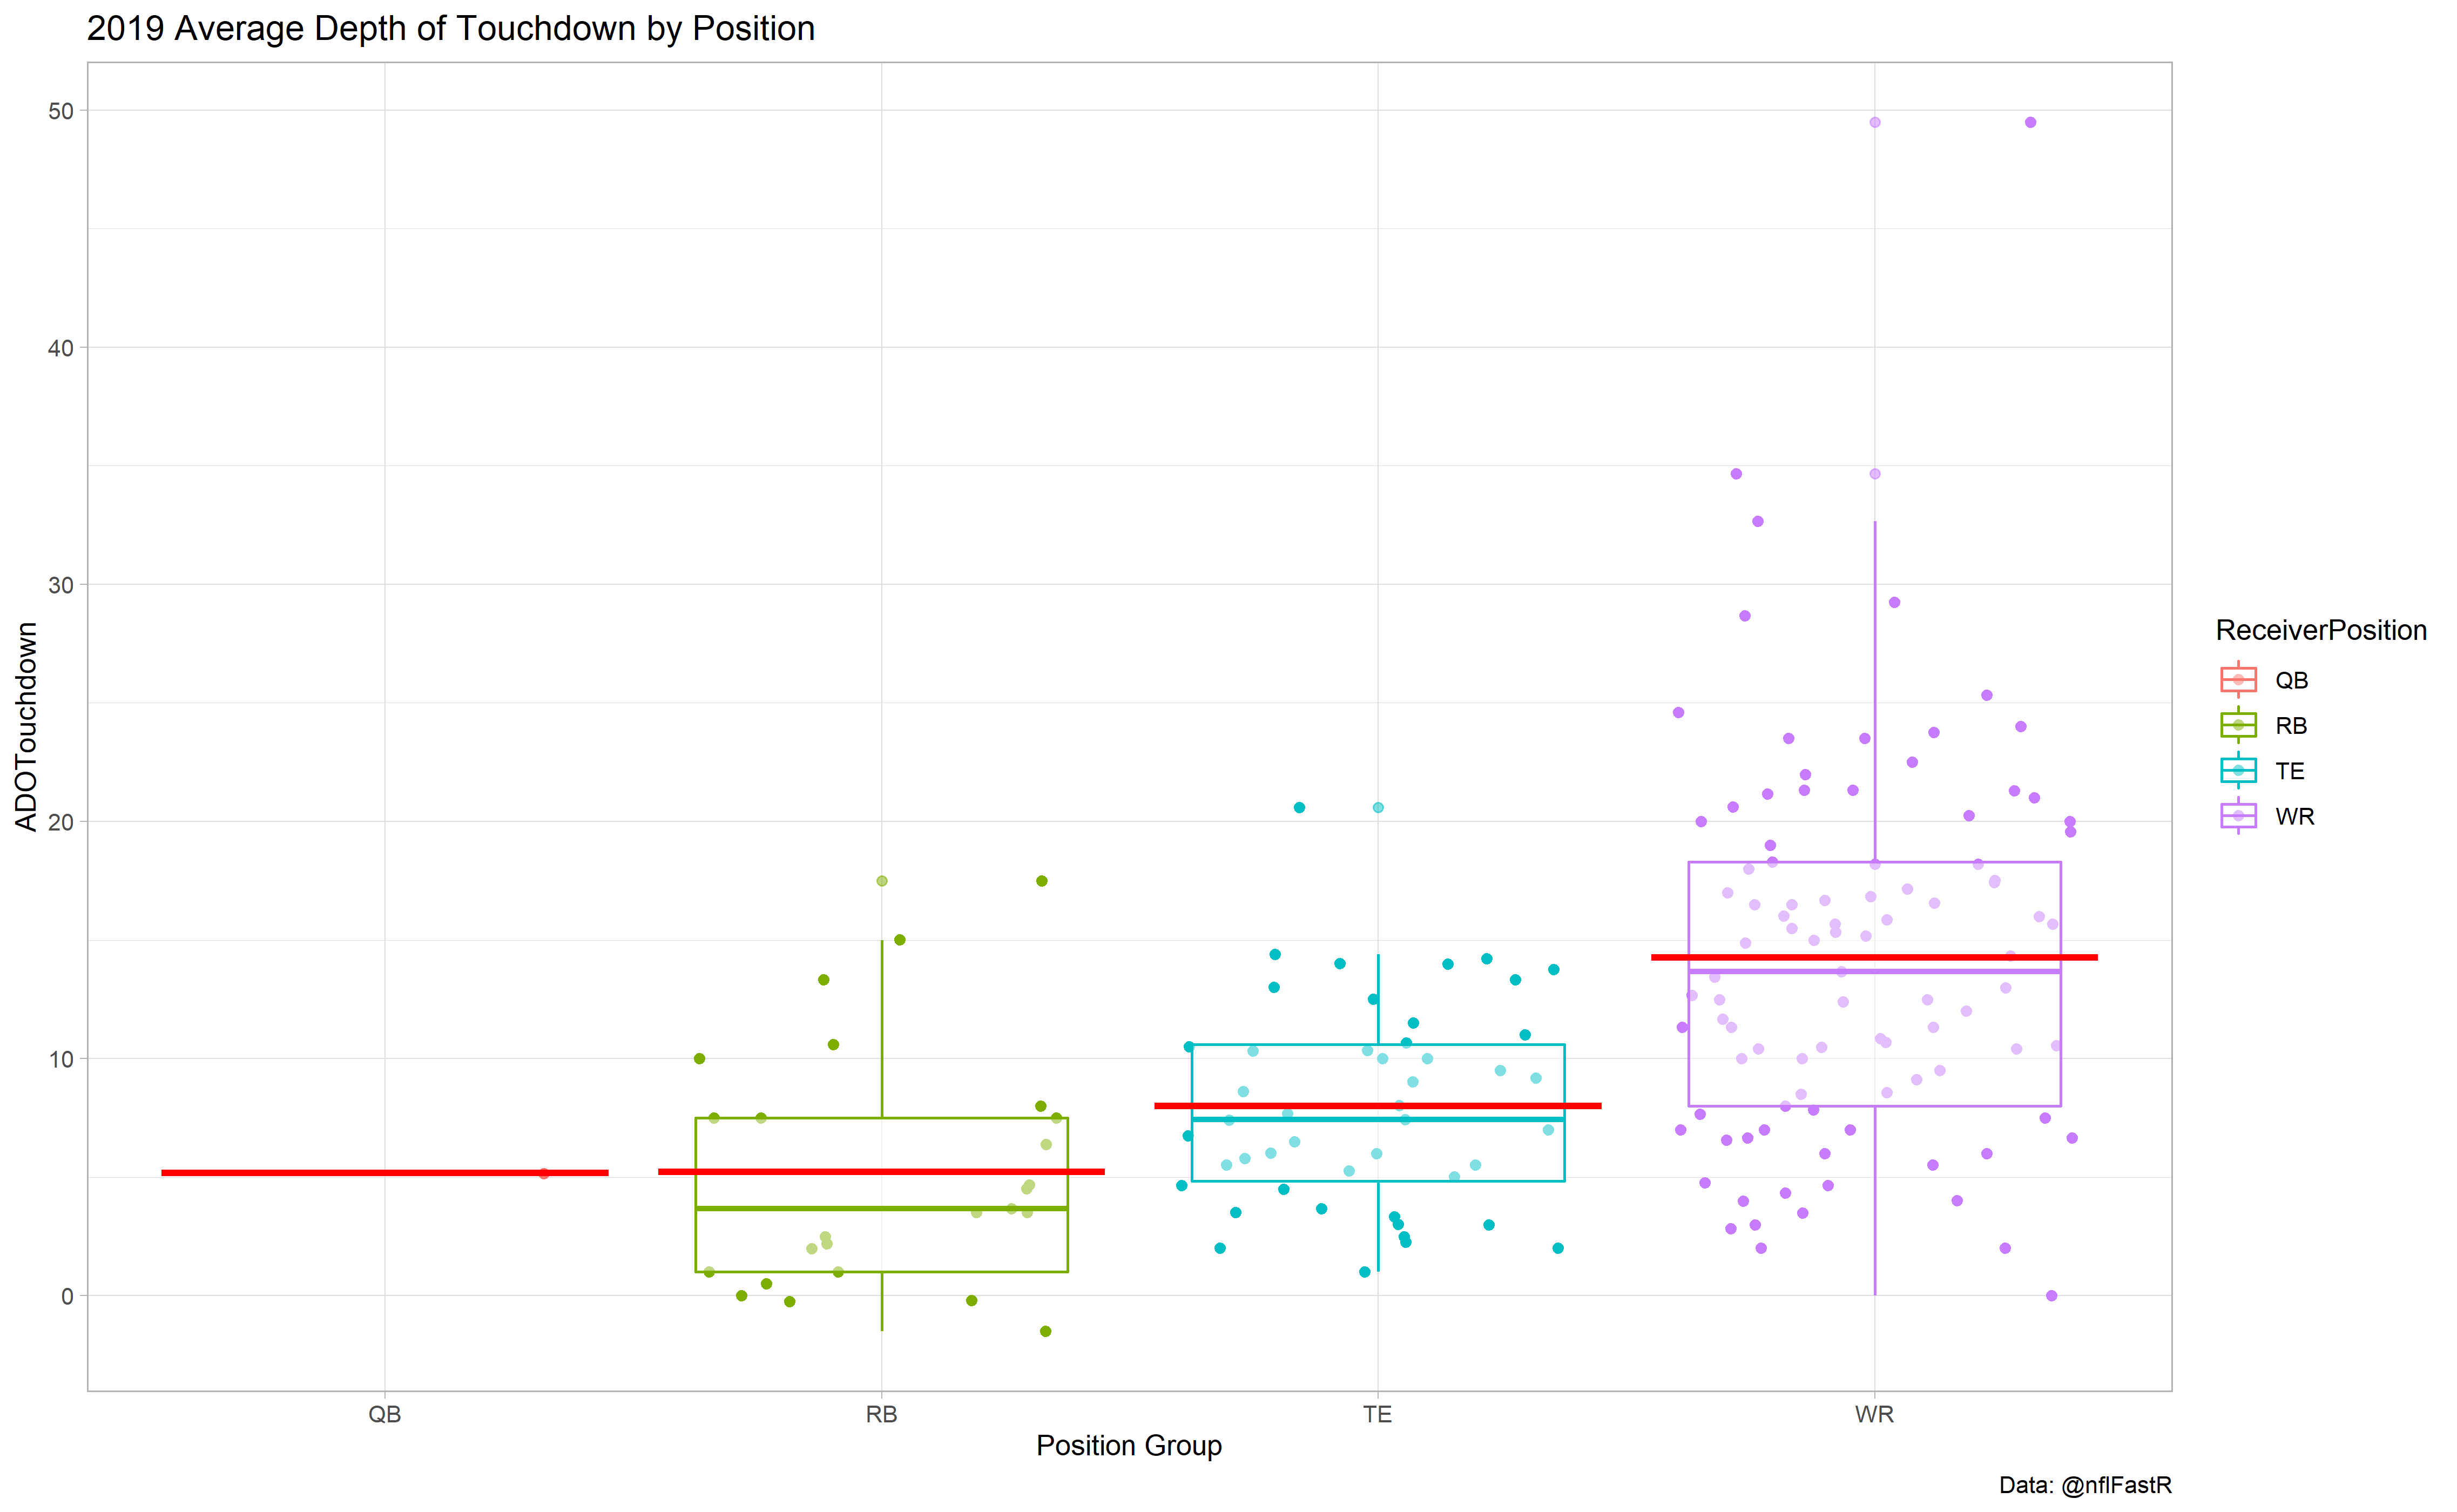 2019 Average Depth of Touchdown by Position
50
40
30
20
10
0
ADOTouchdown
QB
RB
TE
WR
Position Group
ReceiverPosition
QB
RB
TE
WR
Data: @nflFastR